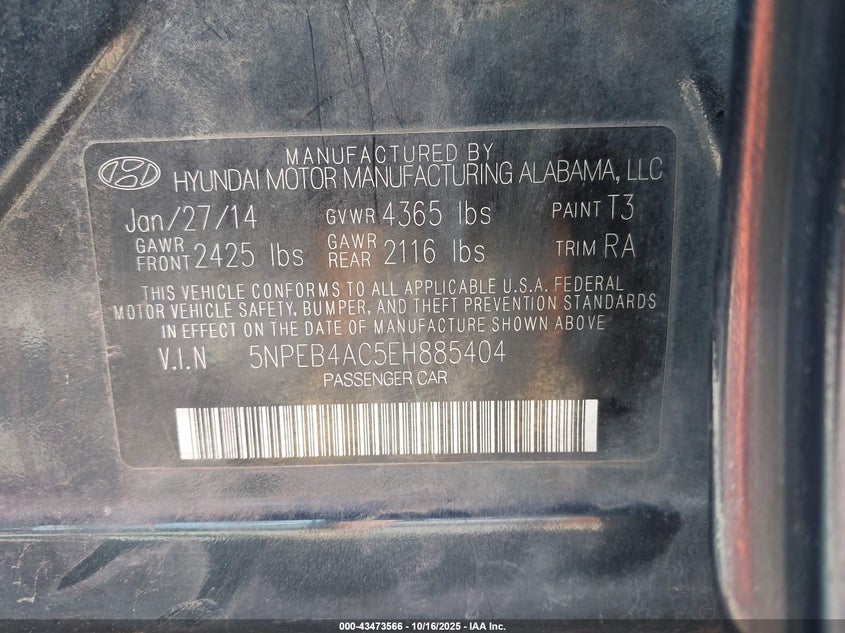 MANUFACTURED BY
HYUNDAI MOTOR MANUFACTURING ALABAMA, LLC
Jan/27/14 GVWR 4365 lbs PAINT T3
GAWR FRONT 2425 lbs GAWR REAR 2116 lbs TRIM RA
THIS VEHICLE CONFORMS TO ALL APPLICABLE U.S.A. FEDERAL
MOTOR VEHICLE SAFETY, BUMPER, AND THEFT PREVENTION STANDARDS
IN EFFECT ON THE DATE OF MANUFACTURE SHOWN ABOVE
V.I.N 5NPEB4AC5EH885404
PASSENGER CAR
000-43473566 - 10/16/2025 - IAA Inc.